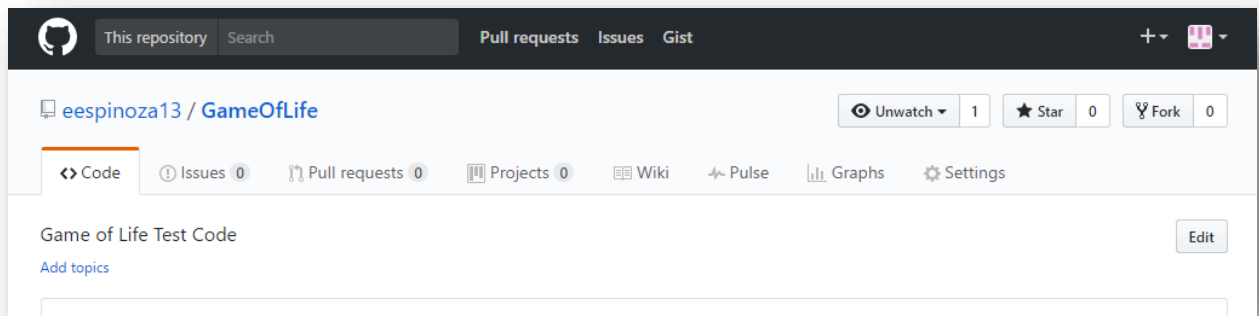 This repository Search Pull requests Issues Gist
eespinoza13 / GameOfLife Unwatch 1 Star 0 Fork 0
Code Issues 0 Pull requests 0 Projects 0 Wiki Pulse Graphs Settings
Game of Life Test Code Edit
Add topics